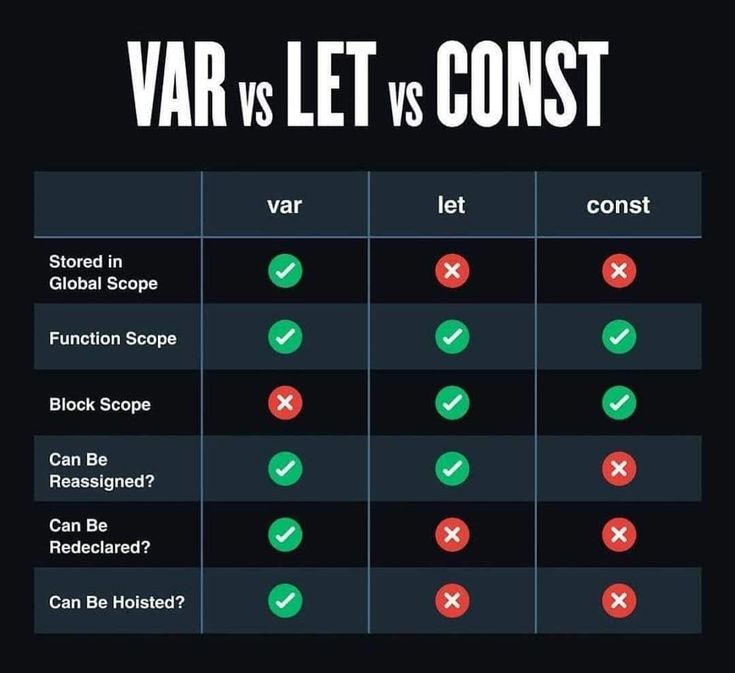 VAR vs LET vs CONST
var let const
Stored in
Global Scope
Function Scope
Block Scope
Can Be
Reassigned?
Can Be
Redeclared?
Can Be Hoisted?